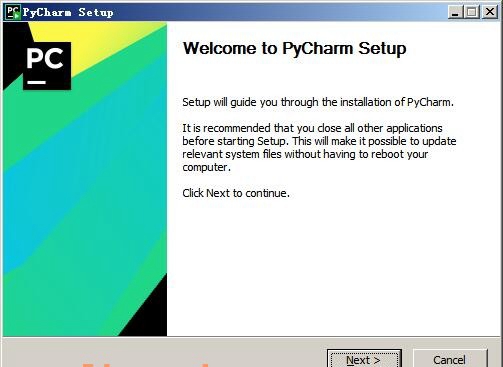 PyCharm Setup
PC
Welcome to PyCharm Setup
Setup will guide you through the installation of PyCharm.
It is recommended that you close all other applications
before starting Setup. This will make it possible to update
relevant system files without having to reboot your
computer.
Click Next to continue.
Next >
Cancel